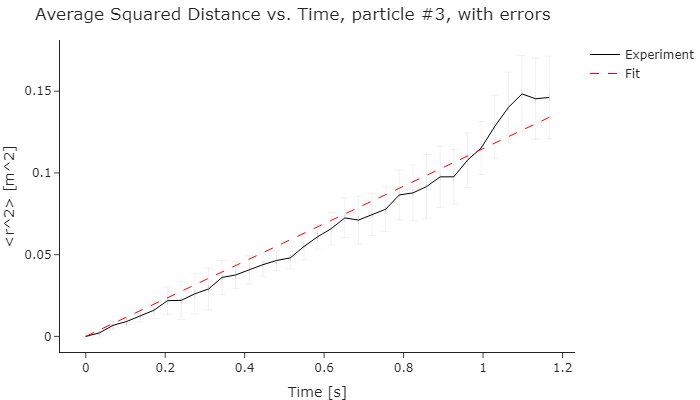 Average Squared Distance vs. Time, particle #3, with errors
Experiment
Fit
0.15
0.1
0.05
0
<r^2> [m^2]
0
0.2
0.4
0.6
0.8
1
1.2
Time [s]